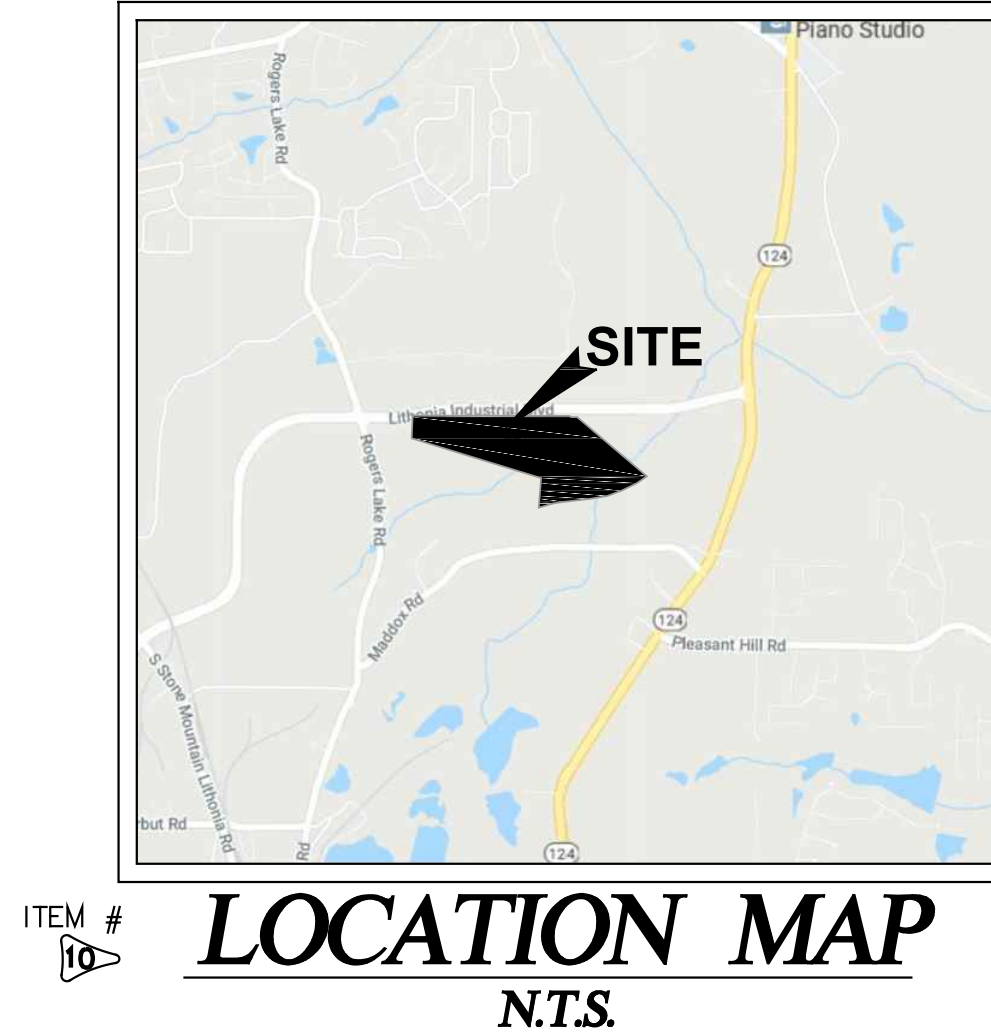 Piano Studio
Rogers Lake Rd
124
SITE
Lithonia Industrial Blvd
Rogers Lake Rd
Maddox Rd
124
Pleasant Hill Rd
S Stone Mountain Lithonia Rd
rbut Rd
Rd
124
ITEM #
10
LOCATION MAP
N.T.S.